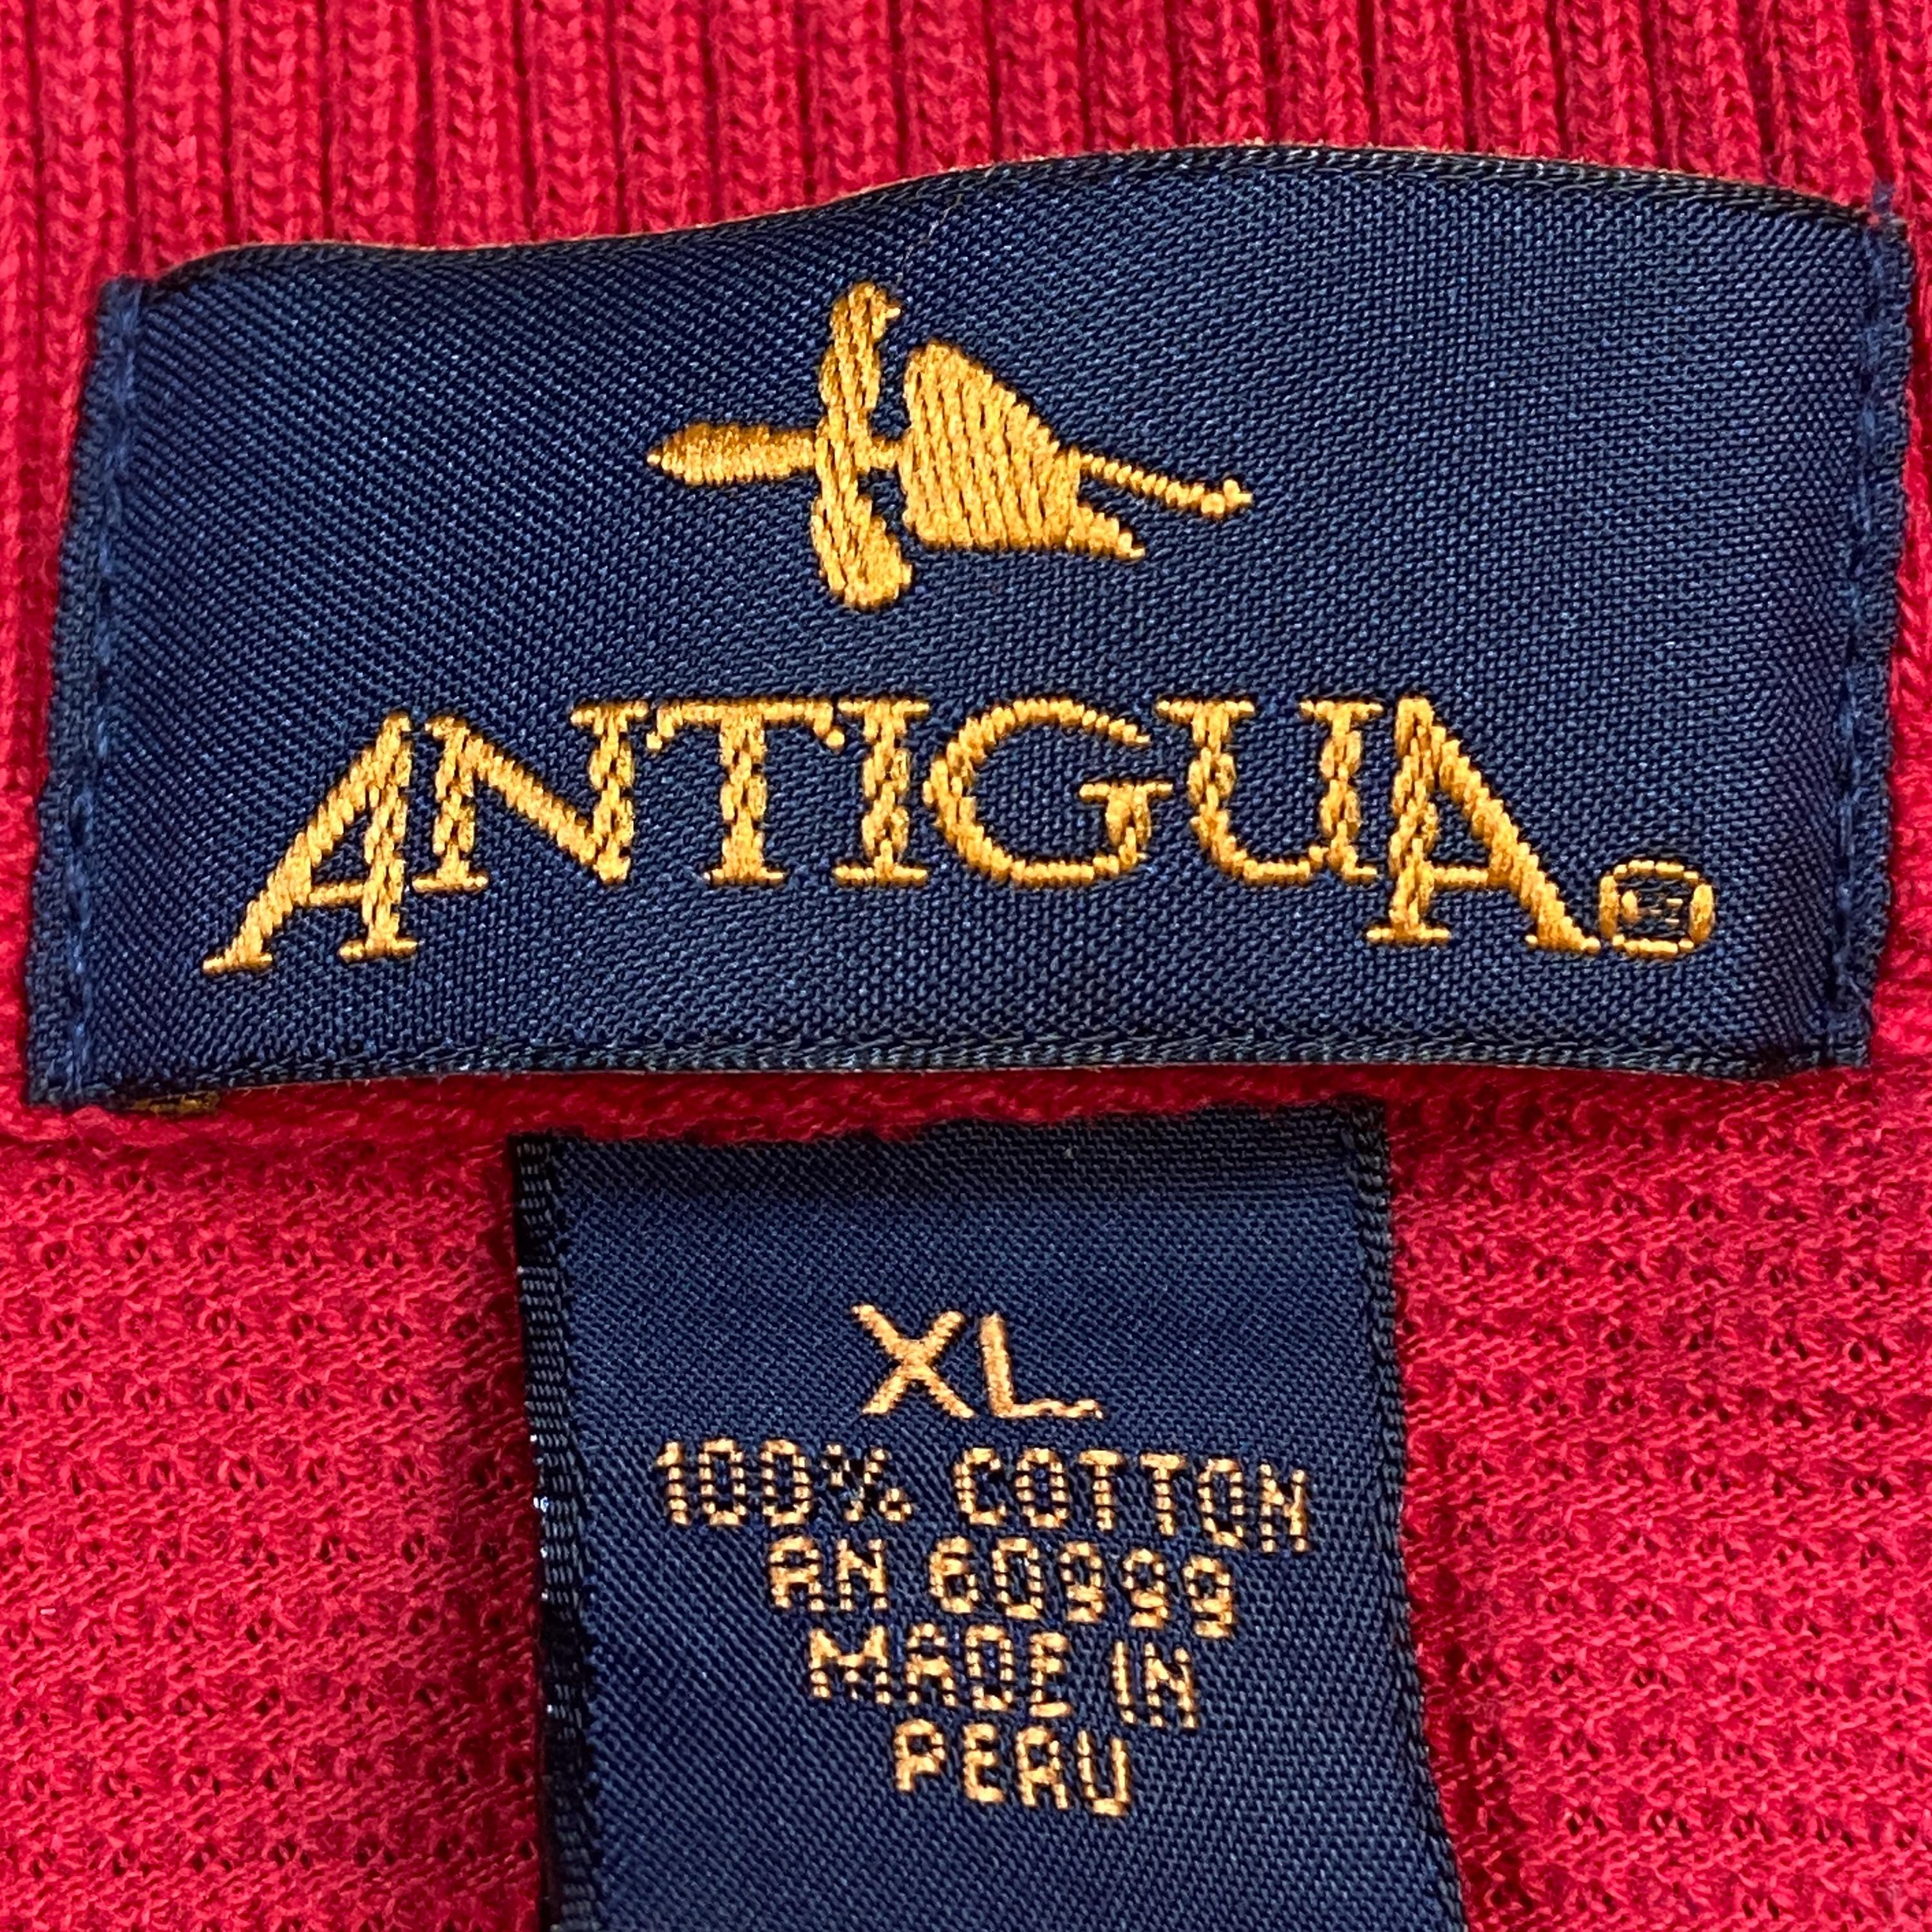 ANTIGUA
XL
100% COTTON
RN 60999
MADE IN
PERU